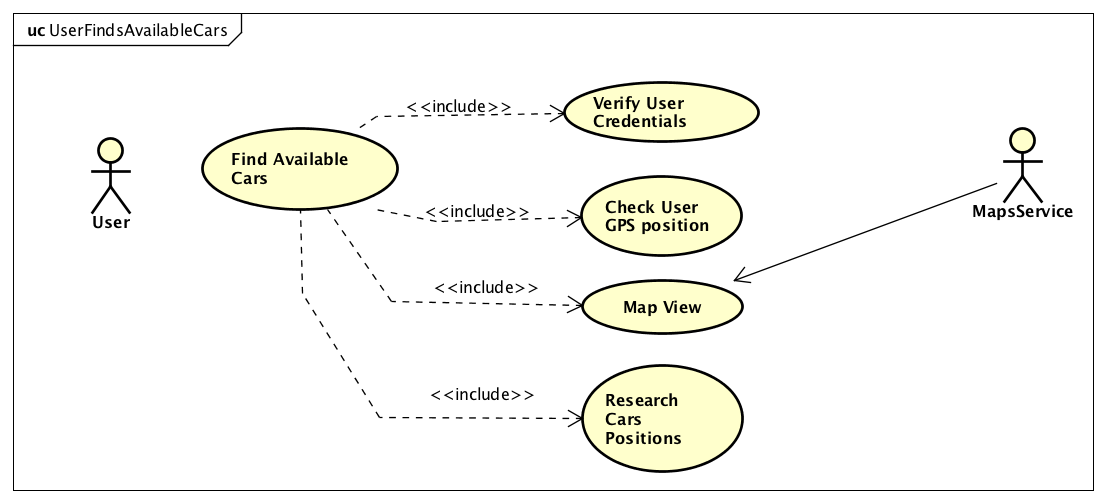 uc UserFindsAvailableCars
<<include>>
Verify User
Credentials
Find Available
Cars
User
<<include>>
Check User
GPS position
MapsService
<<include>>
Map View
<<include>>
Research
Cars
Positions